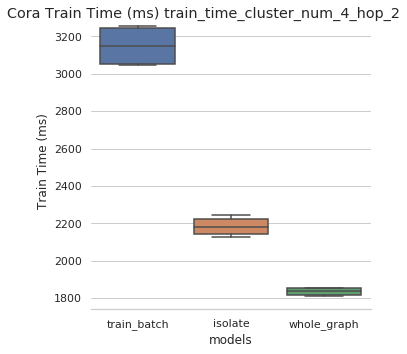 Cora Train Time (ms) train_time_cluster_num_4_hop_2
3200
3000
2800
2600
2400
2200
2000
1800
Train Time (ms)
train_batch isolate whole_graph
models